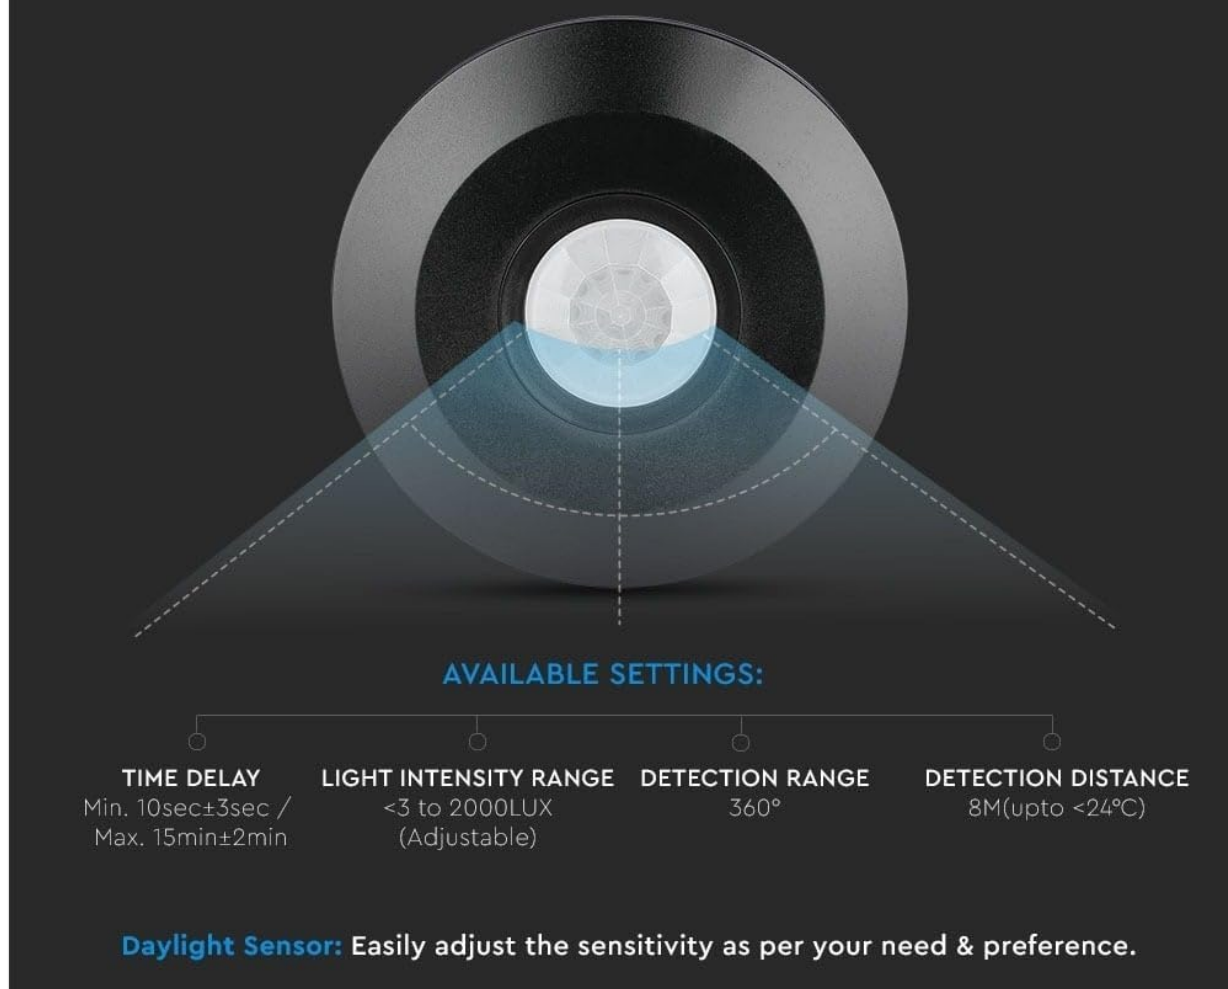 AVAILABLE SETTINGS:
TIME DELAY
Min. 10sec±3sec /
Max. 15min±2min
LIGHT INTENSITY RANGE
<3 to 2000LUX
(Adjustable)
DETECTION RANGE
360°
DETECTION DISTANCE
8M(upto <24°C)
Daylight Sensor: Easily adjust the sensitivity as per your need & preference.